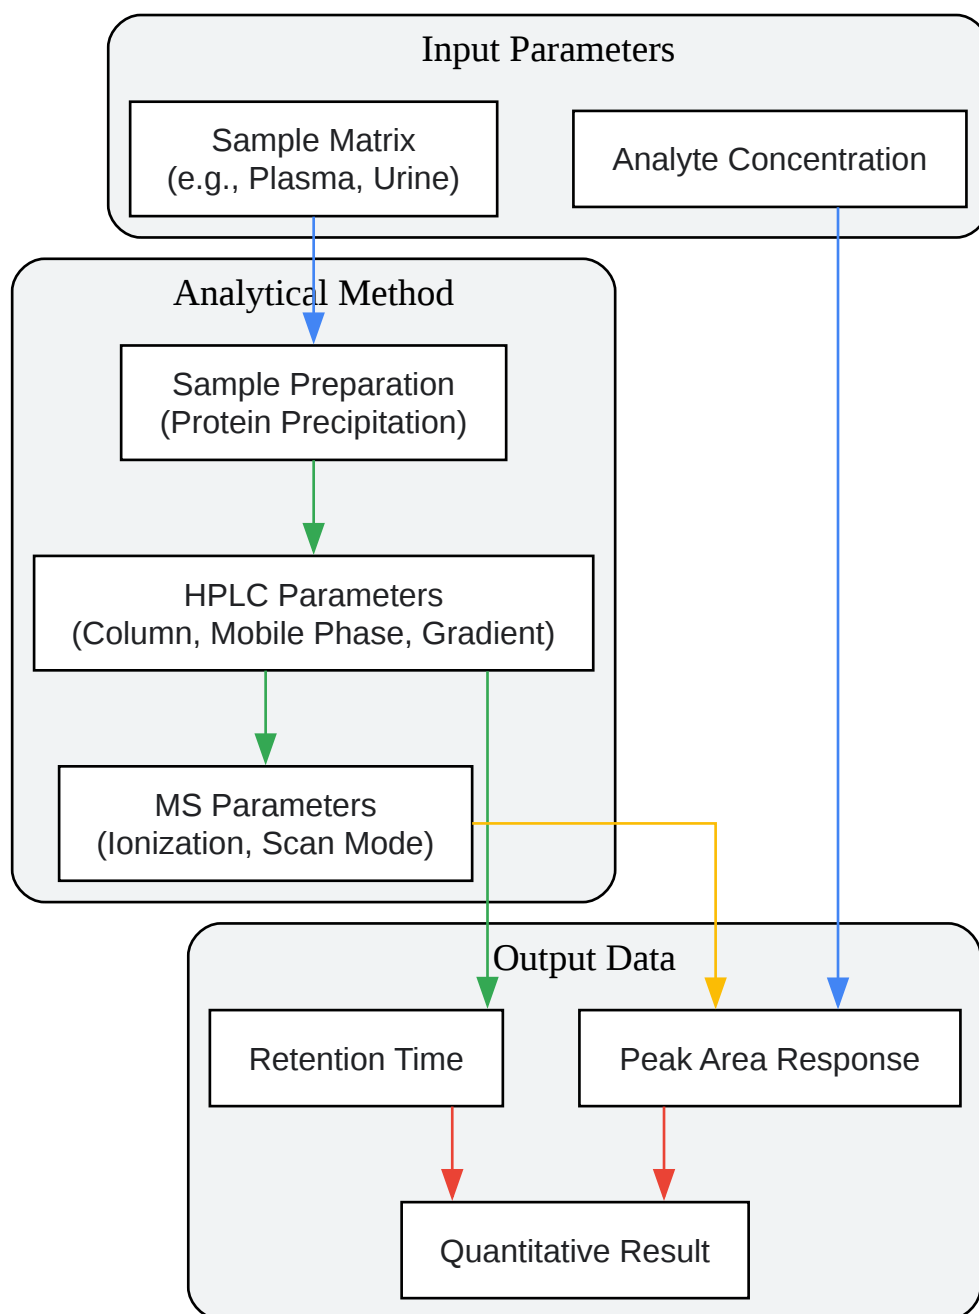 Input Parameters
Sample Matrix
(e.g., Plasma, Urine)
Analyte Concentration
Analytical Method
Sample Preparation
(Protein Precipitation)
HPLC Parameters
(Column, Mobile Phase, Gradient)
MS Parameters
(Ionization, Scan Mode)
Output Data
Retention Time
Peak Area Response
Quantitative Result